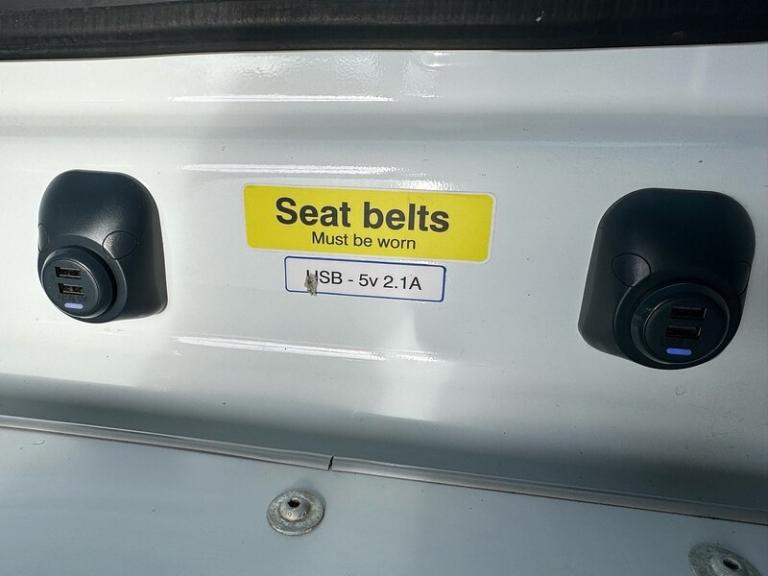 Seat belts
Must be worn
USB - 5v 2.1A